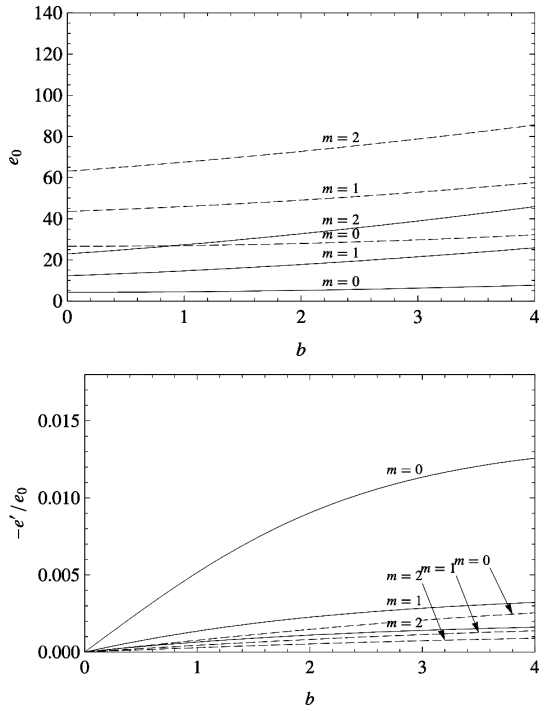 140
120
100
80
60
40
20
0
e₀
m = 2
m = 1
m = 2
m = 0
m = 1
m = 0
0 1 2 3 4
b
0.015
0.010
0.005
0.000
−e′/e₀
m = 0
m = 0
m = 1
m = 2
m = 1
m = 2
0 1 2 3 4
b